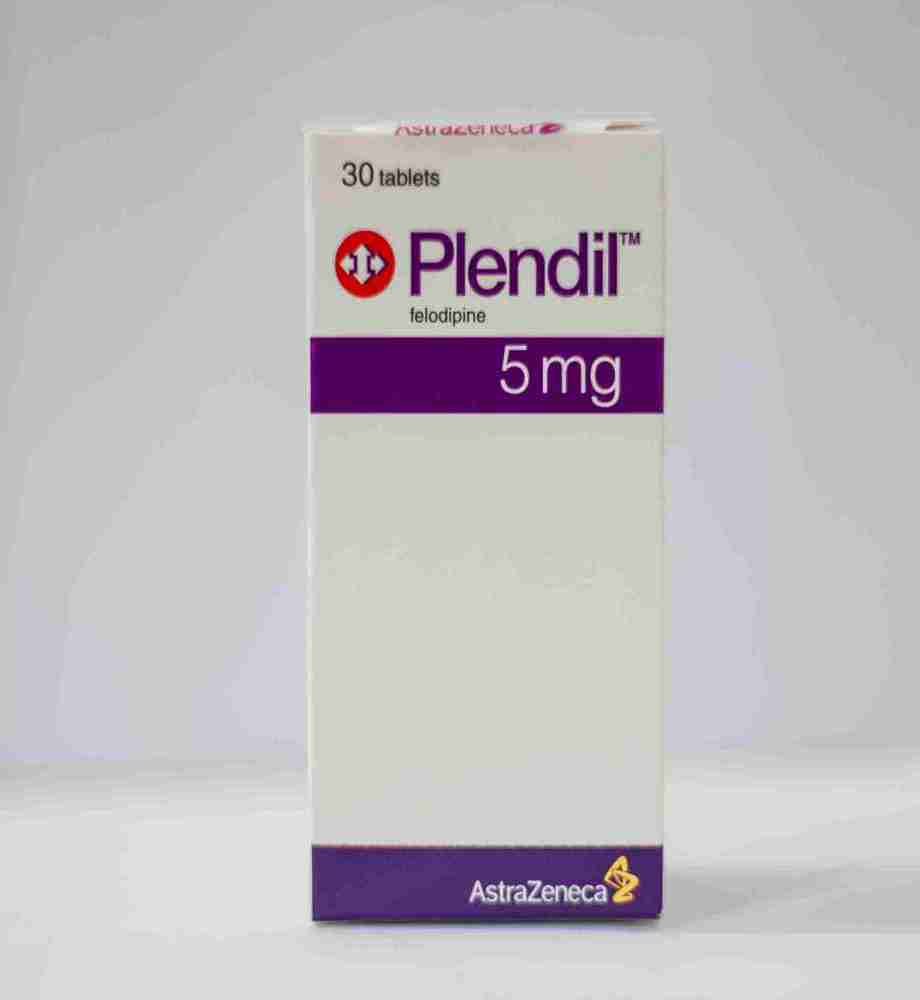 AstraZeneca
30 tablets
Plendil™
felodipine
5 mg
AstraZeneca